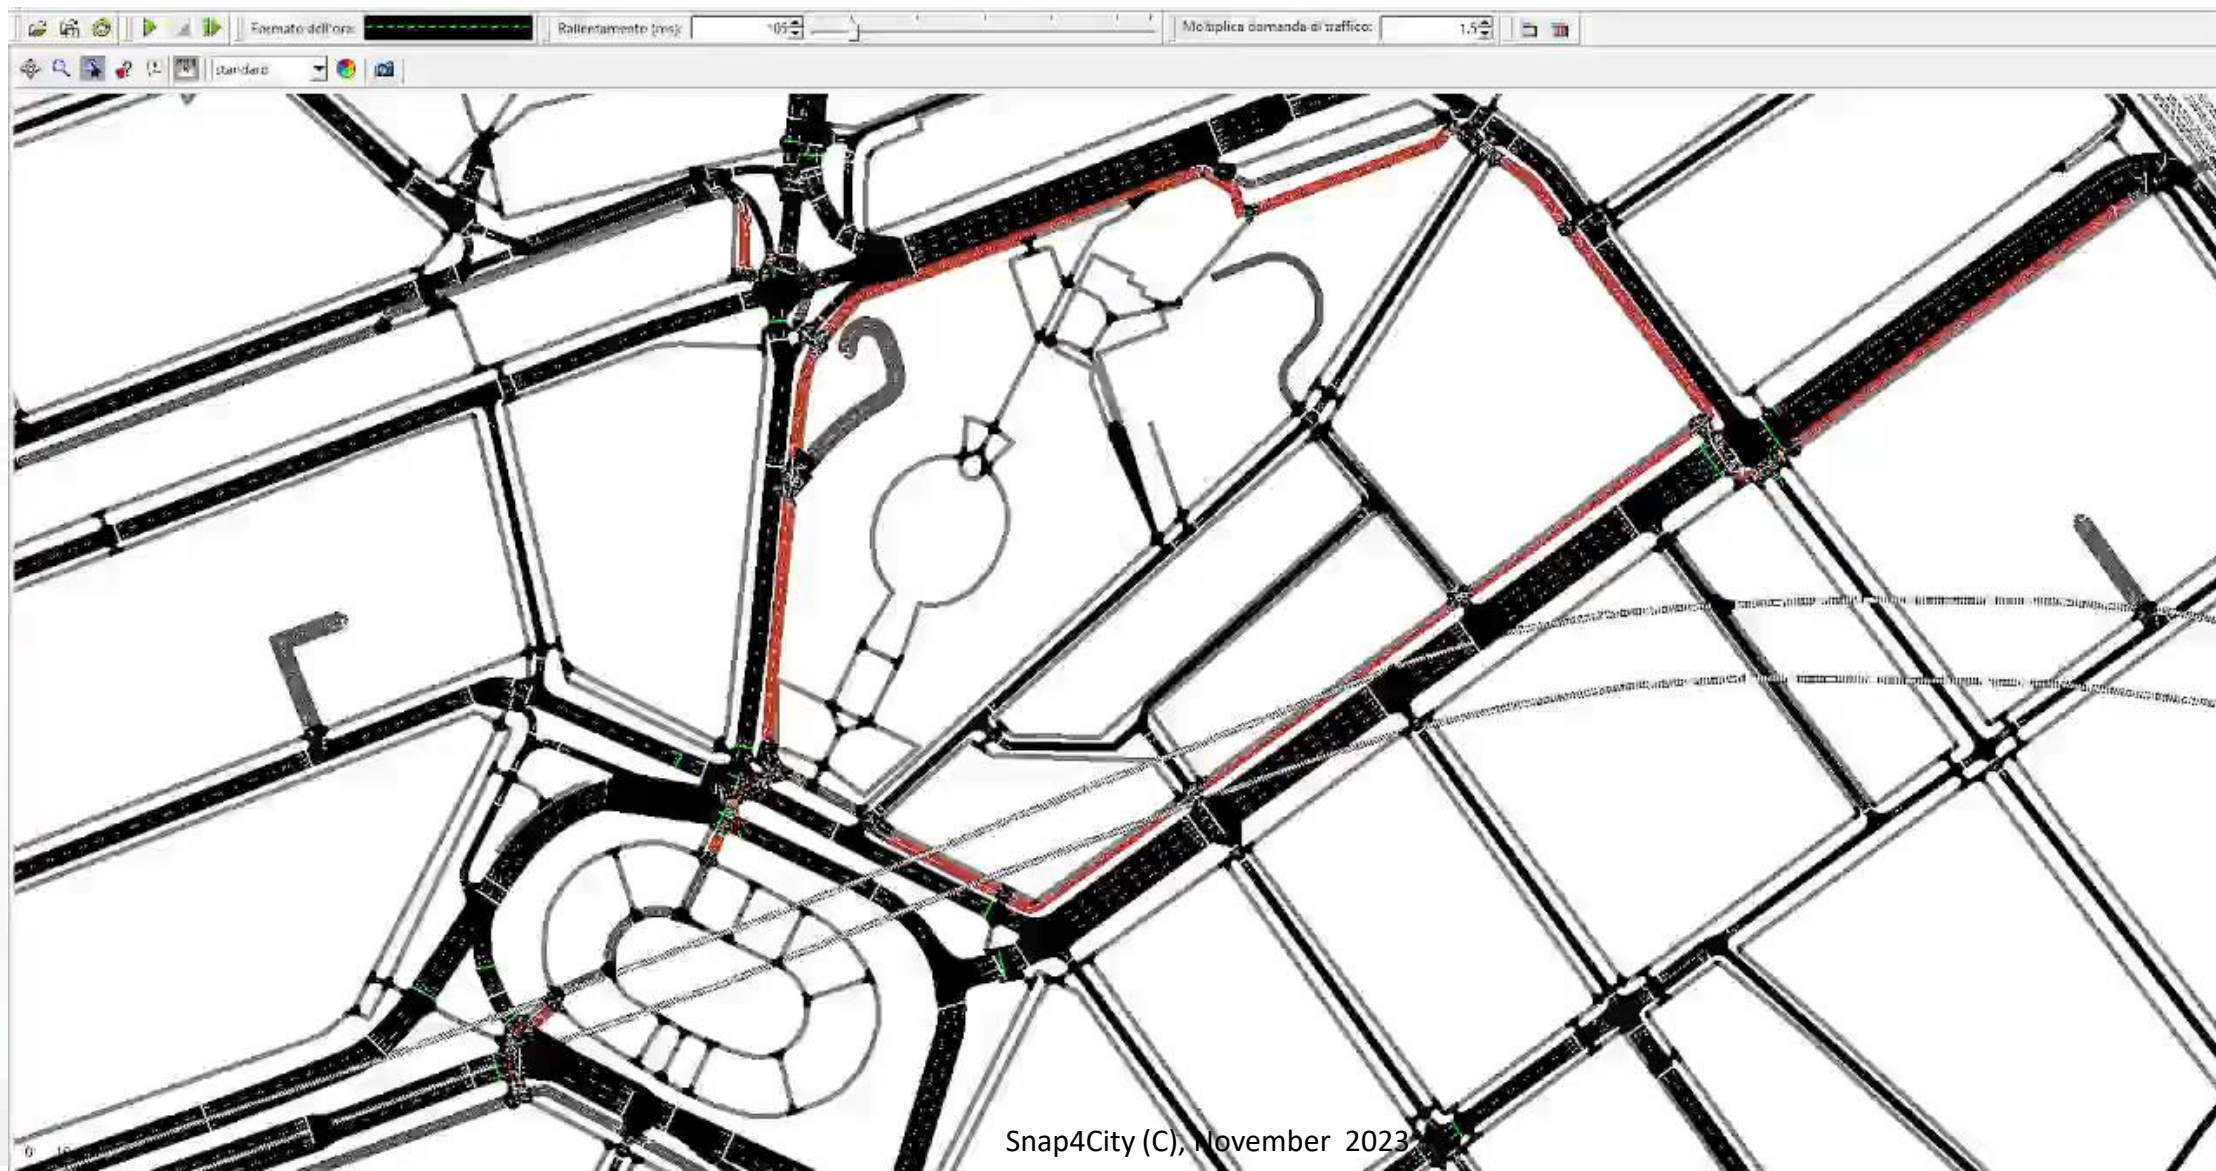 Formato dell'ora: Rallentamento (ms): Moltiplica domanda di traffico: 1.5
standard
Snap4City (C), November 2023